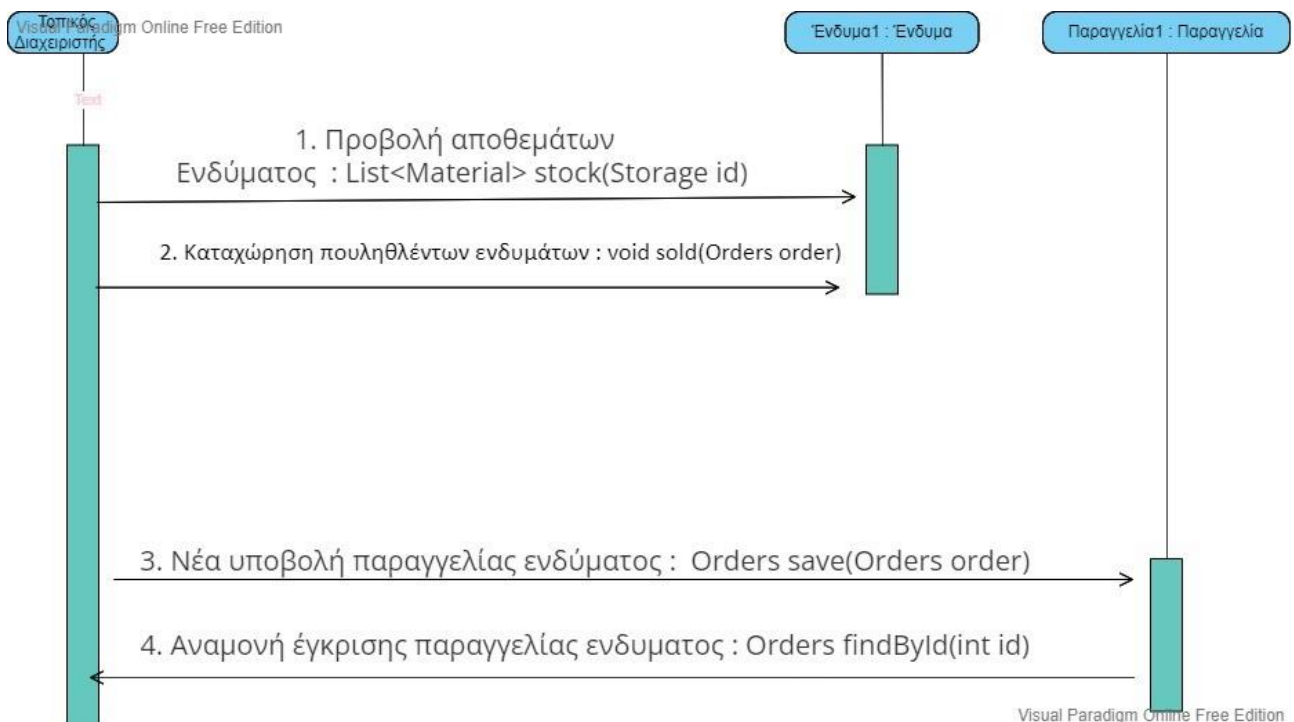 Visual Paradigm Online Free Edition
Τοπικός
Διαχειριστής
Ένδυμα1 : Ένδυμα
Παραγγελία1 : Παραγγελία
Text
1. Προβολή αποθεμάτων
Ενδύματος : List<Material> stock(Storage id)
2. Καταχώρηση πουληθλέντων ενδυμάτων : void sold(Orders order)
3. Νέα υποβολή παραγγελίας ενδύματος : Orders save(Orders order)
4. Αναμονή έγκρισης παραγγελίας ενδυματος : Orders findById(int id)
Visual Paradigm Online Free Edition